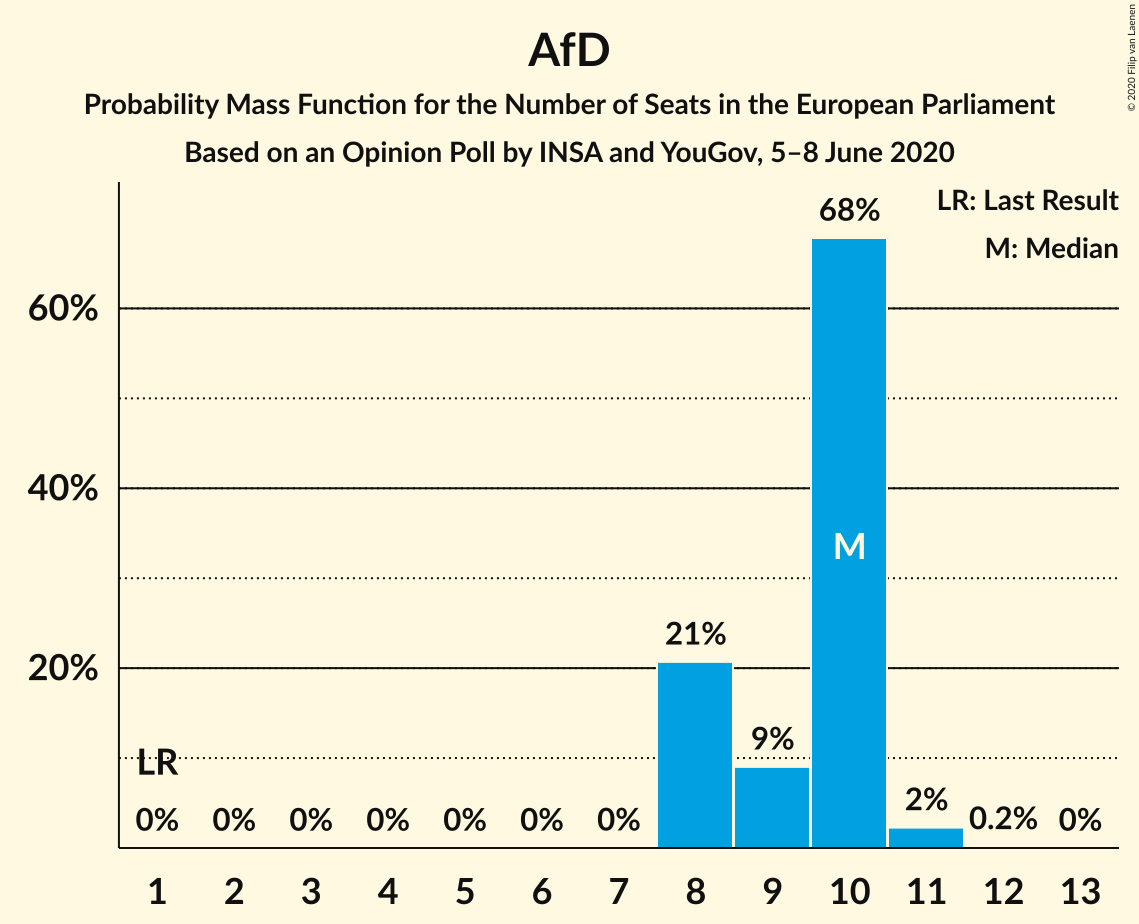 AfD
Probability Mass Function for the Number of Seats in the European Parliament
Based on an Opinion Poll by INSA and YouGov, 5–8 June 2020
© 2020 Filip van Laenen
LR: Last Result
M: Median
60%
40%
20%
68%
M
21%
9%
LR
2%
0% 0% 0% 0% 0% 0% 0% 0.2% 0%
1 2 3 4 5 6 7 8 9 10 11 12 13